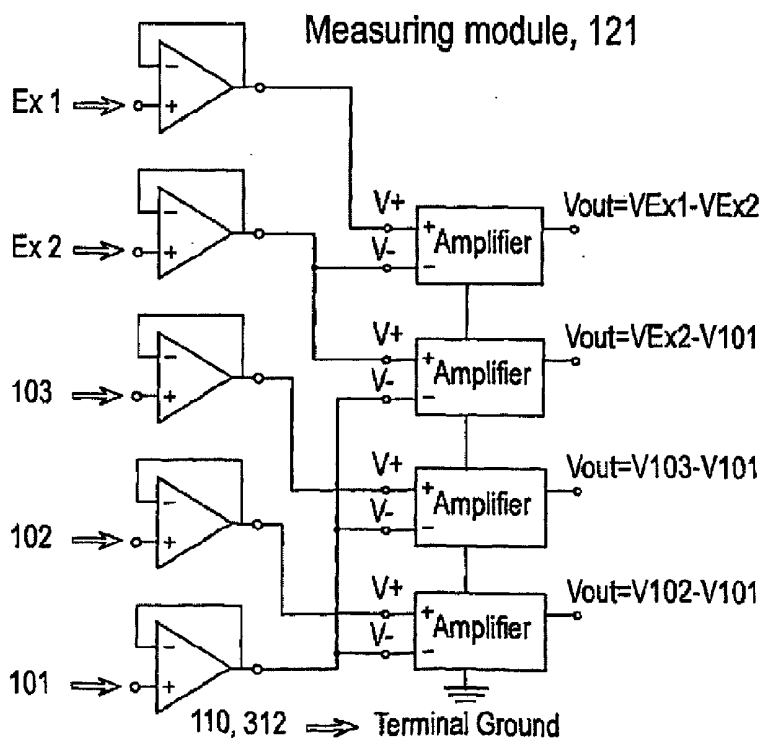 Measuring module, 121
−
Ex 1
+
−
Ex 2
+
V+
+
Amplifier
V-
−
Vout=VEx1-VEx2
V+
+
Amplifier
V-
−
Vout=VEx2-V101
−
103
+
V+
+
Amplifier
V-
−
Vout=V103-V101
−
102
+
V+
+
Amplifier
V-
−
Vout=V102-V101
−
101
+
110, 312 ⇒ Terminal Ground